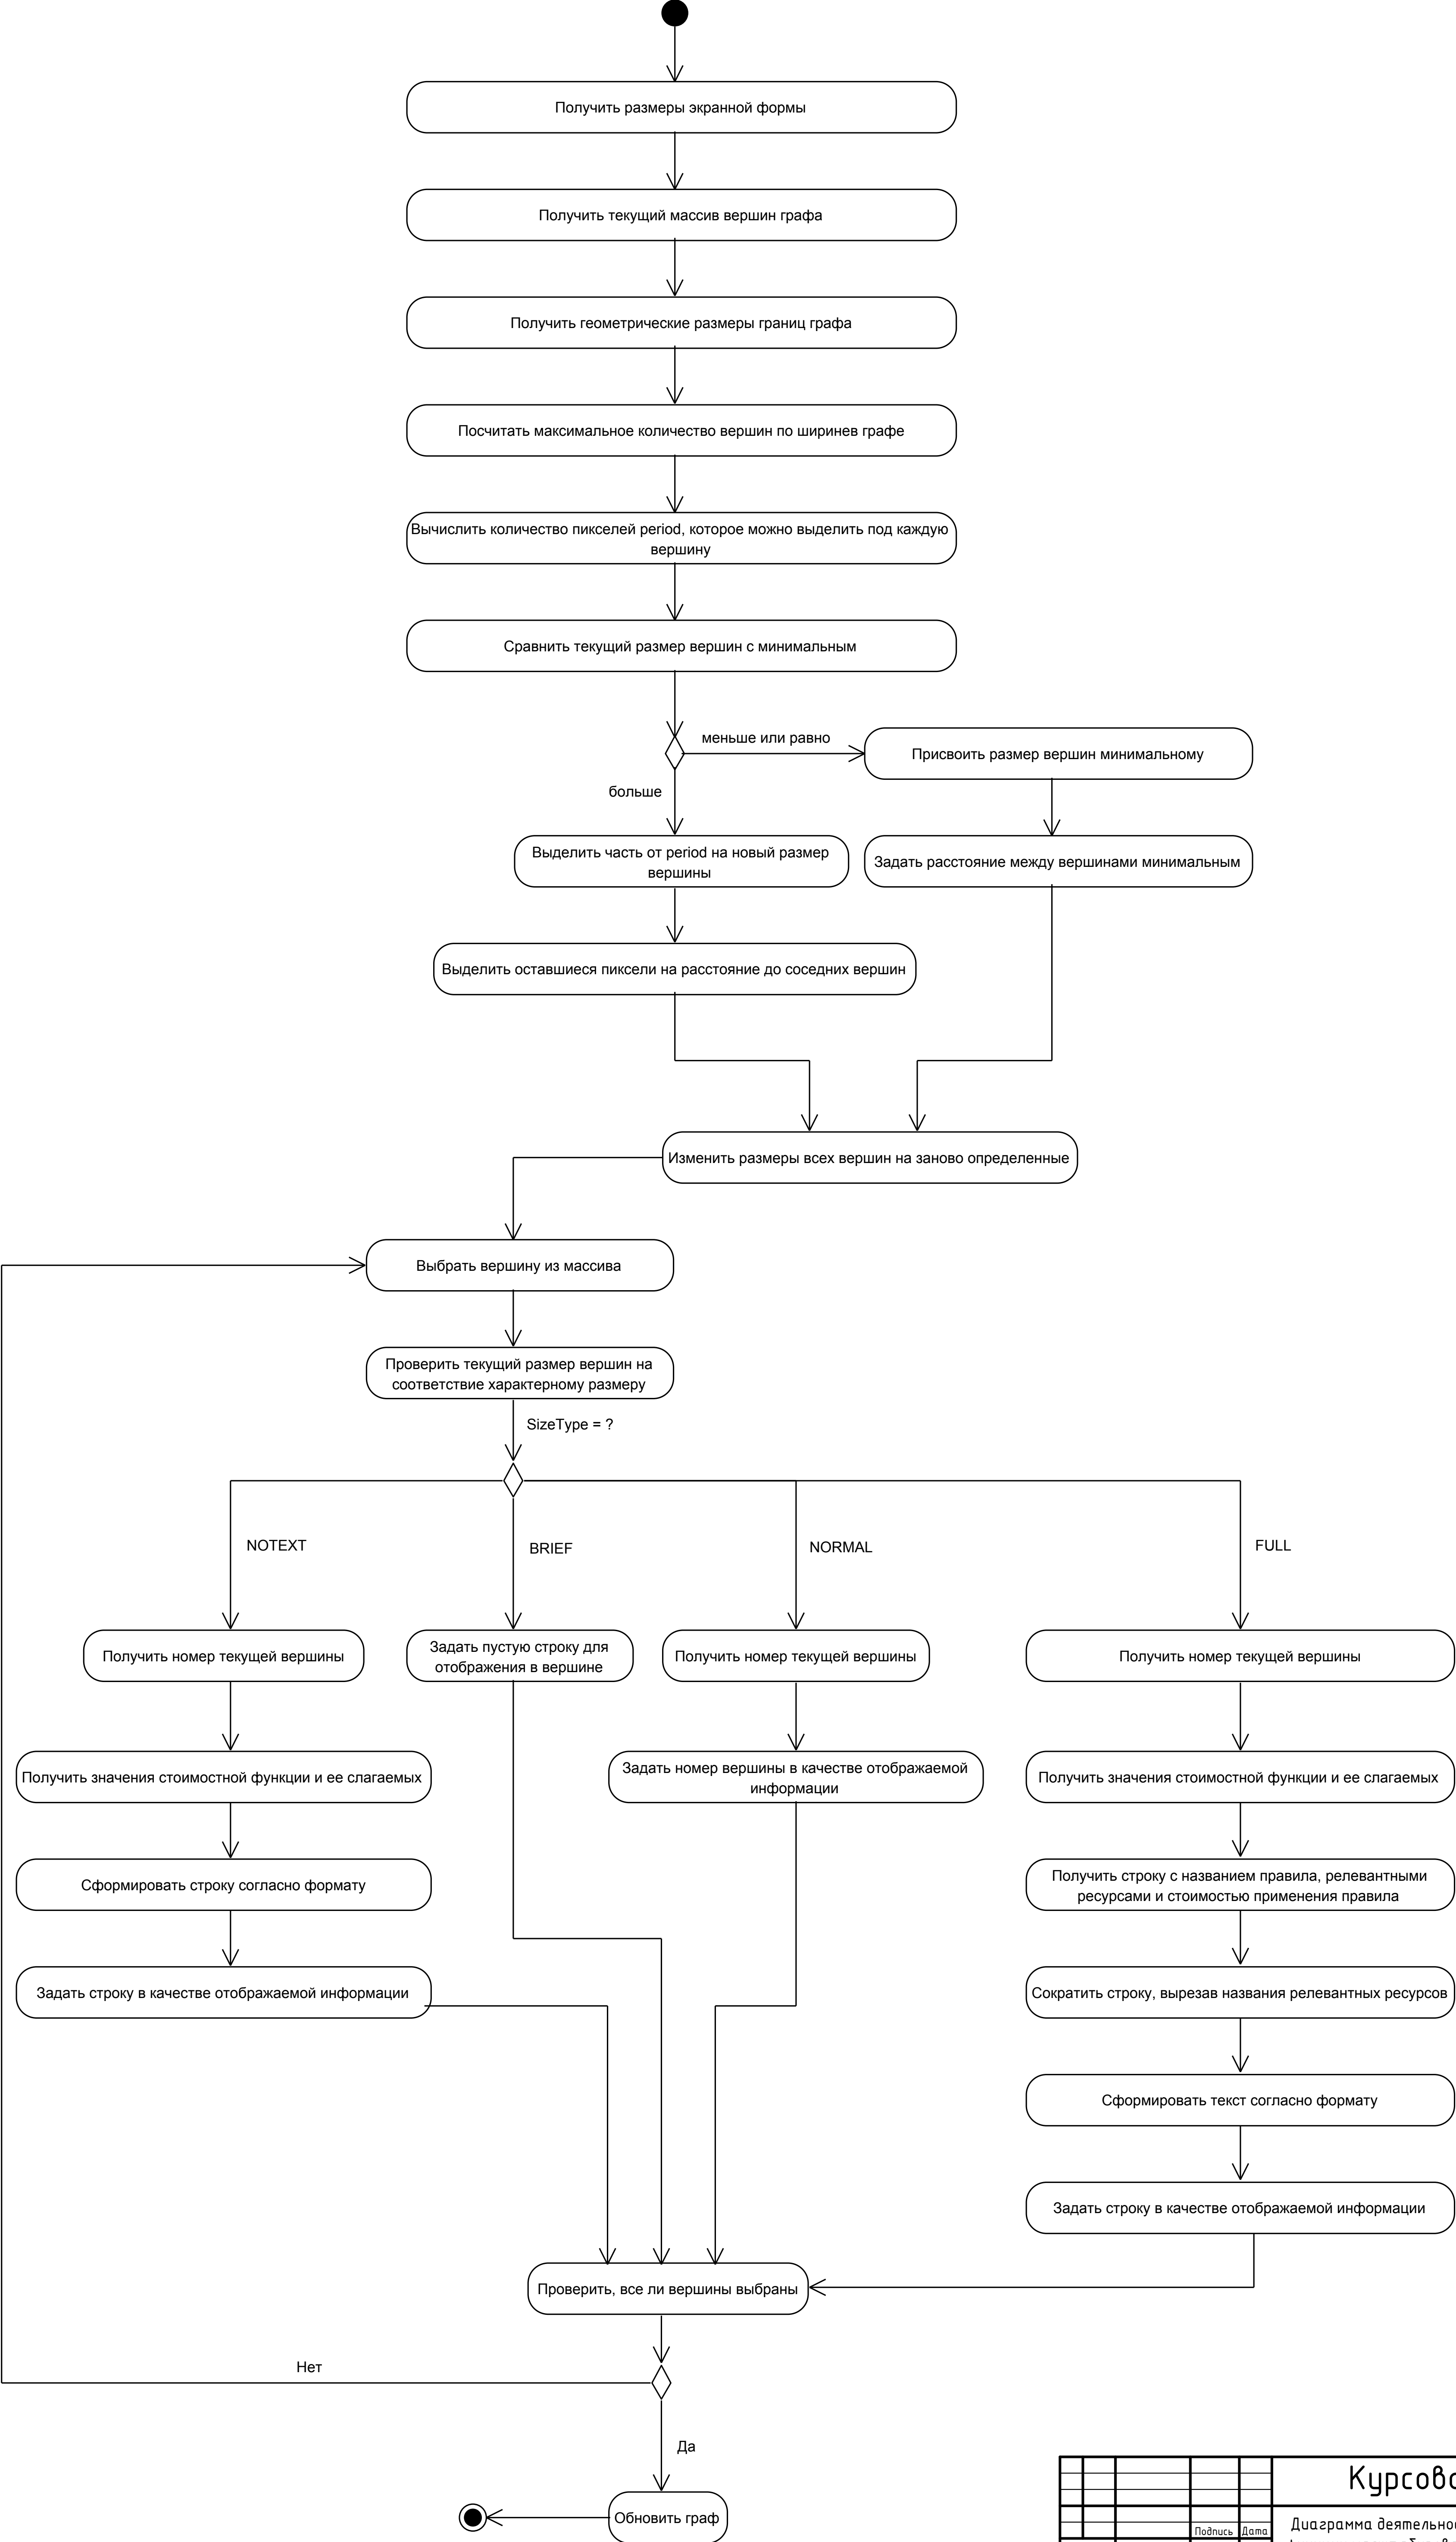 Получить размеры экранной формы
Получить текущий массив вершин графа
Получить геометрические размеры границ графа
Посчитать максимальное количество вершин по ширинев графе
Вычислить количество пикселей period, которое можно выделить под каждую
вершину
Сравнить текущий размер вершин с минимальным
меньше или равно
Присвоить размер вершин минимальному
больше
Выделить часть от period на новый размер
вершины
Задать расстояние между вершинами минимальным
Выделить оставшиеся пиксели на расстояние до соседних вершин
Изменить размеры всех вершин на заново определенные
Выбрать вершину из массива
Проверить текущий размер вершин на
соответствие характерному размеру
SizeType = ?
NOTEXT
BRIEF
NORMAL
FULL
Получить номер текущей вершины
Задать пустую строку для
отображения в вершине
Получить номер текущей вершины
Получить номер текущей вершины
Получить значения стоимостной функции и ее слагаемых
Задать номер вершины в качестве отображаемой
информации
Получить значения стоимостной функции и ее слагаемых
Сформировать строку согласно формату
Получить строку с названием правила, релевантными
ресурсами и стоимостью применения правила
Задать строку в качестве отображаемой информации
Сократить строку, вырезав названия релевантных ресурсов
Сформировать текст согласно формату
Задать строку в качестве отображаемой информации
Проверить, все ли вершины выбраны
Нет
Да
Обновить граф
Курсово
Подпись Дата
Диаграмма деятельнос